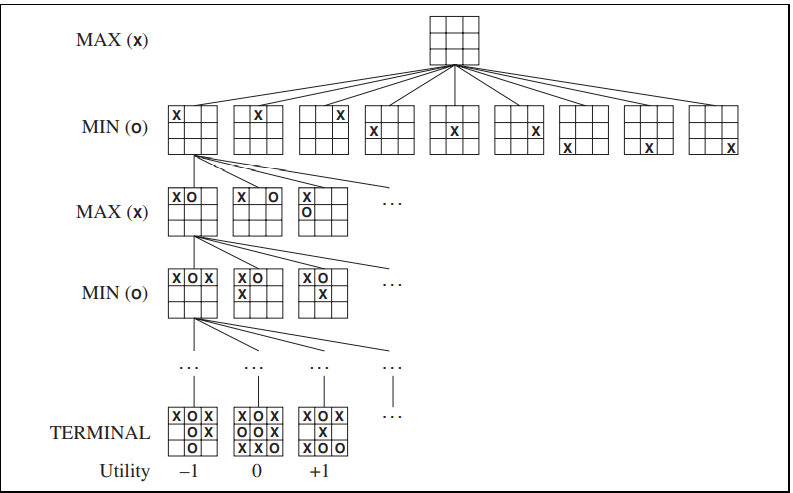 MAX (X)
MIN (O)
X X X X X X X X X
MAX (X)
X O X O X
O
...
MIN (O)
X O X X O X O
X X
...
... ... ... ...
X O X X O X X O X
...
TERMINAL
O X O O X X
O X X O X O O
Utility –1 0 +1